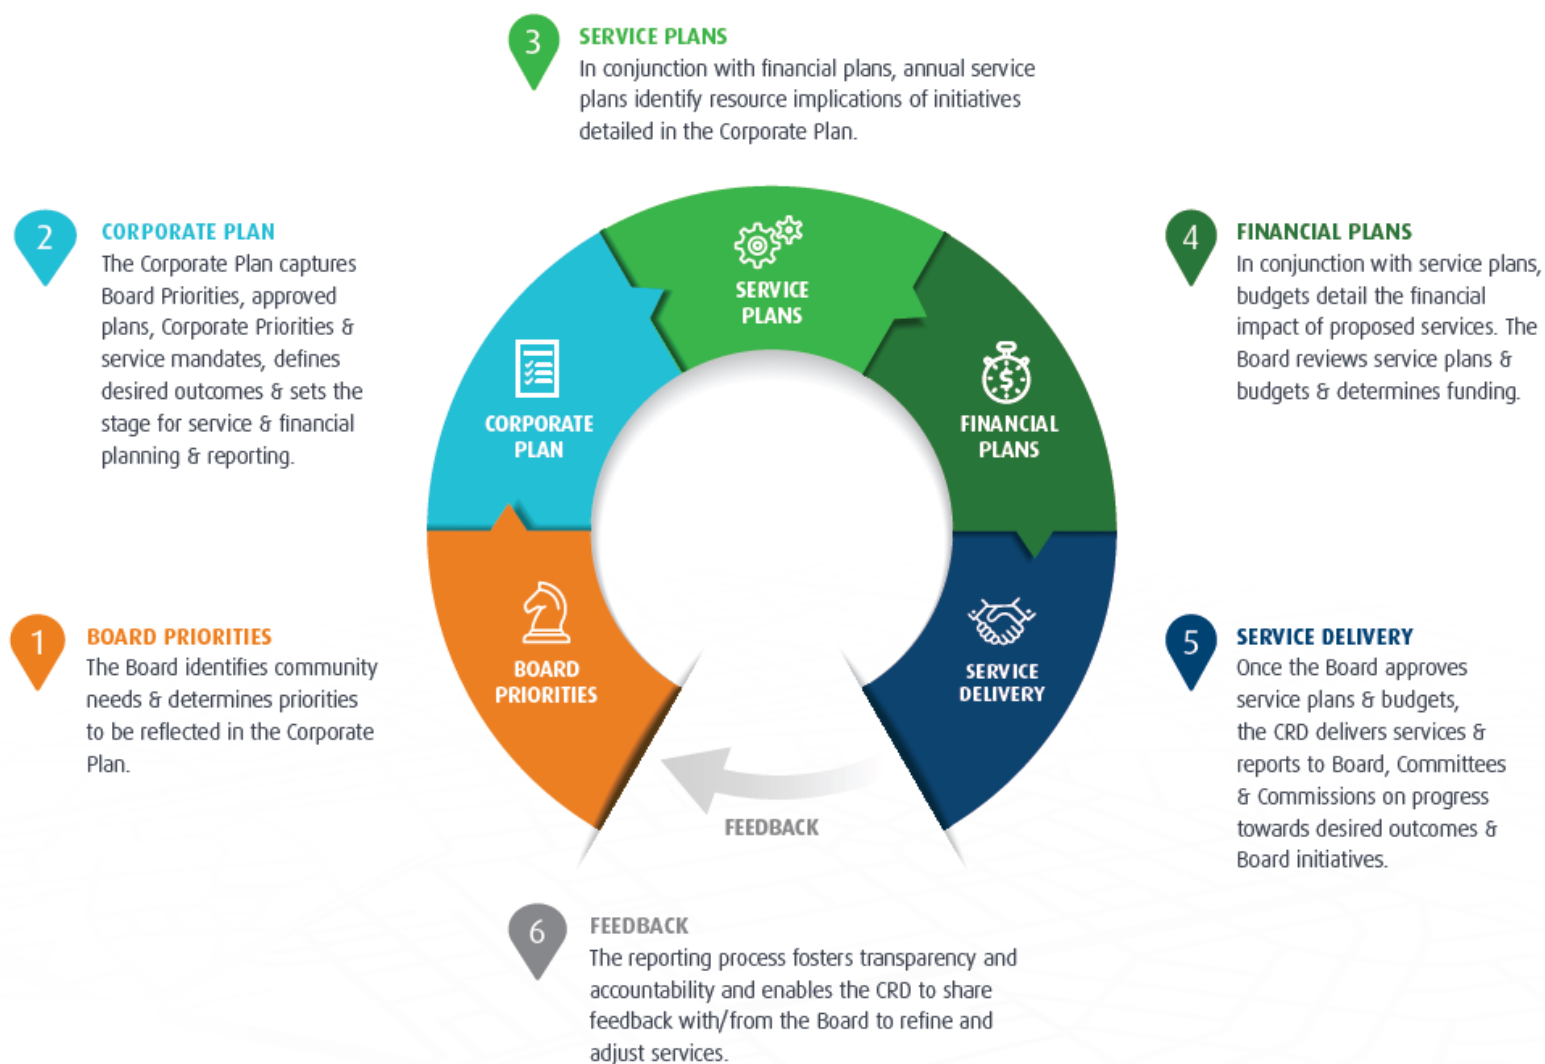 3
SERVICE PLANS
In conjunction with financial plans, annual service
plans identify resource implications of initiatives
detailed in the Corporate Plan.
2
CORPORATE PLAN
The Corporate Plan captures
Board Priorities, approved
plans, Corporate Priorities &
service mandates, defines
desired outcomes & sets the
stage for service & financial
planning & reporting.
4
FINANCIAL PLANS
In conjunction with service plans,
budgets detail the financial
impact of proposed services. The
Board reviews service plans &
budgets & determines funding.
SERVICE
PLANS
CORPORATE
PLAN
$
FINANCIAL
PLANS
BOARD
PRIORITIES
SERVICE
DELIVERY
1
BOARD PRIORITIES
The Board identifies community
needs & determines priorities
to be reflected in the Corporate
Plan.
5
SERVICE DELIVERY
Once the Board approves
service plans & budgets,
the CRD delivers services &
reports to Board, Committees
& Commissions on progress
towards desired outcomes &
Board initiatives.
FEEDBACK
6
FEEDBACK
The reporting process fosters transparency and
accountability and enables the CRD to share
feedback with/from the Board to refine and
adjust services.